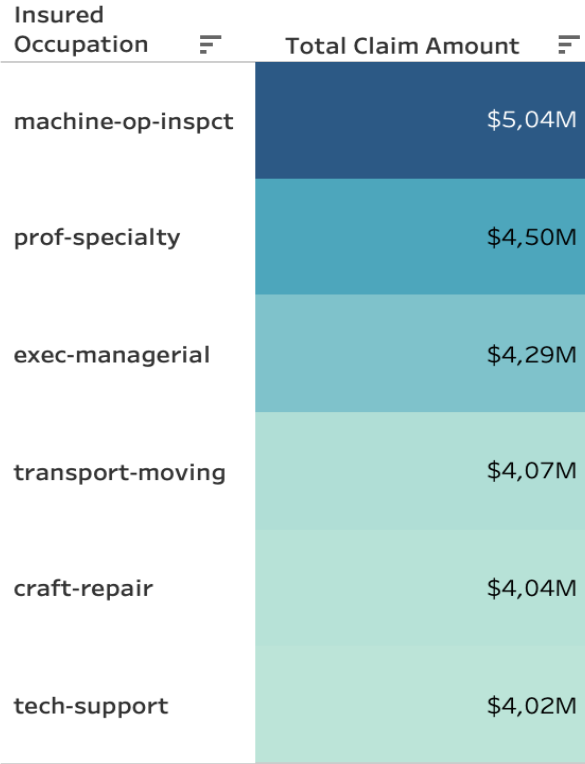 Insured
Occupation Total Claim Amount
machine-op-inspct $5,04M
prof-specialty $4,50M
exec-managerial $4,29M
transport-moving $4,07M
craft-repair $4,04M
tech-support $4,02M